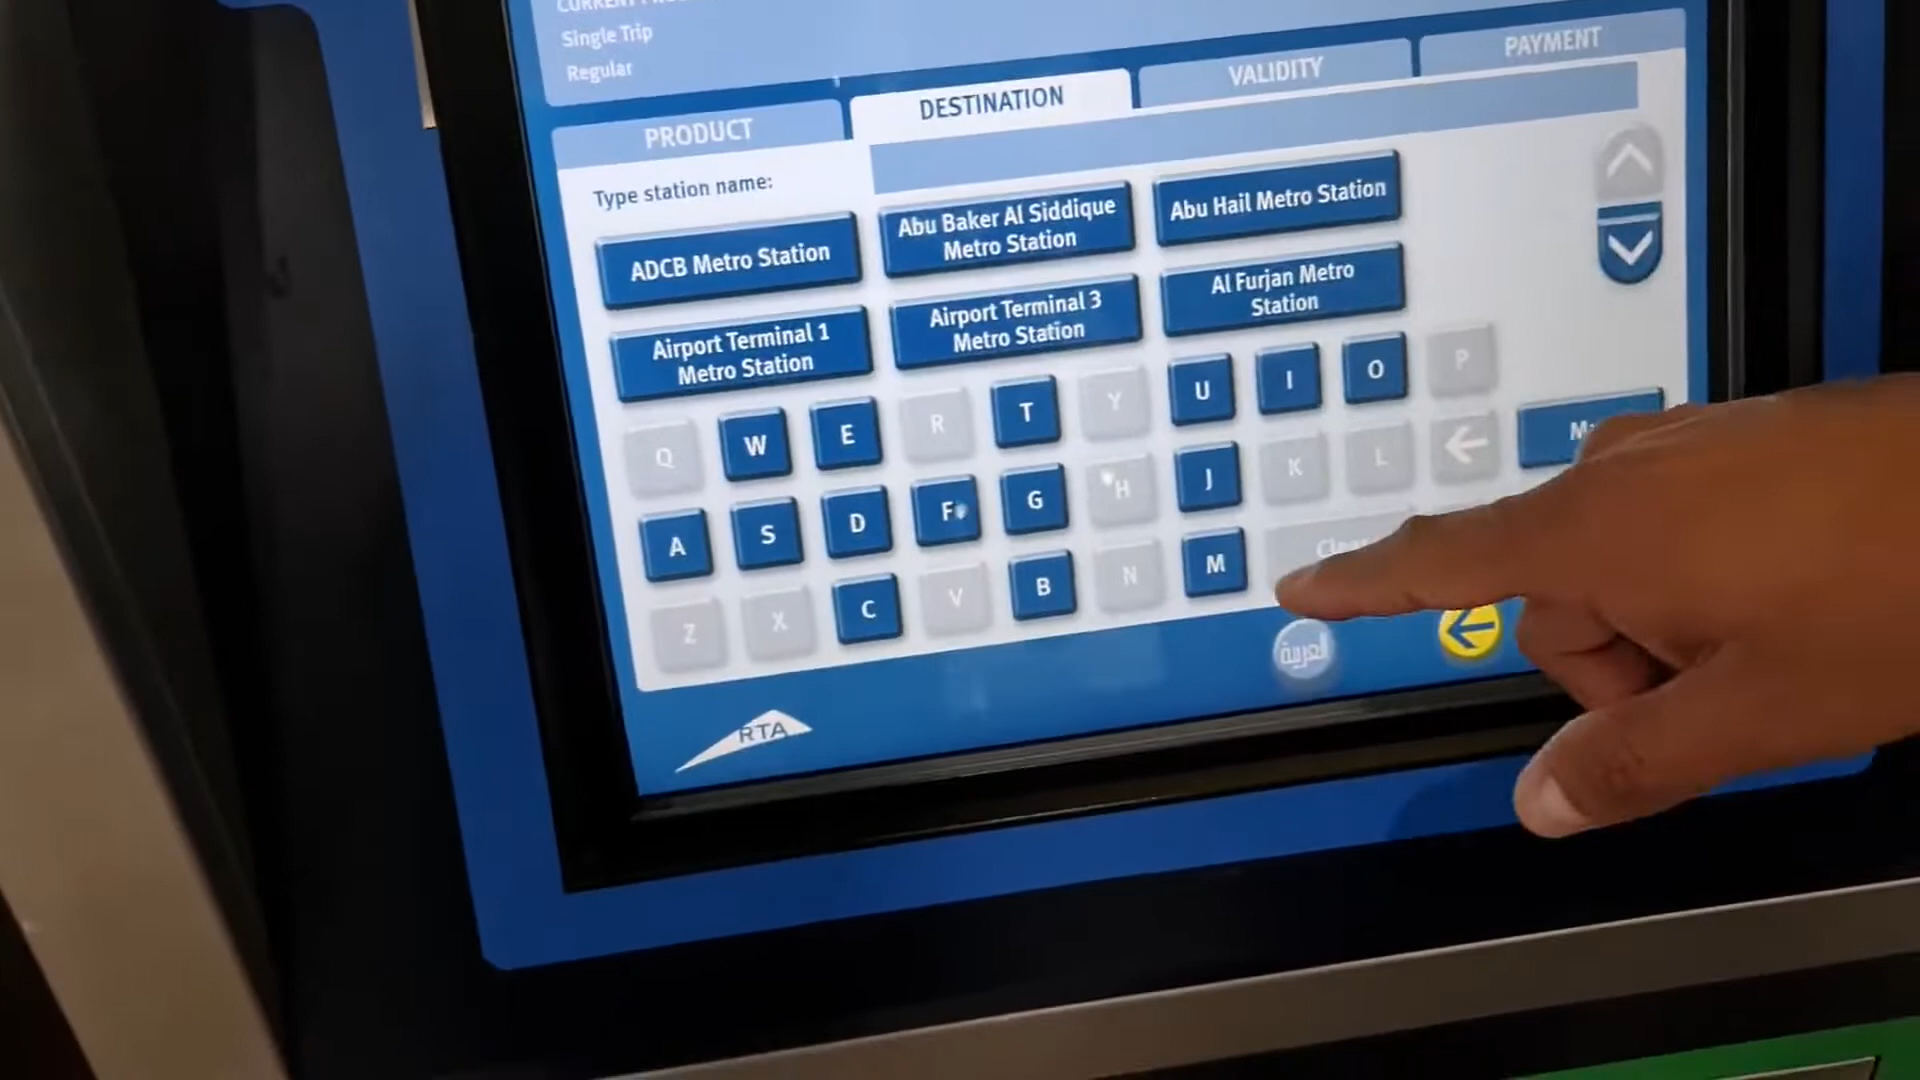 Single Trip
Regular
PRODUCT
DESTINATION
VALIDITY
PAYMENT
Type station name:
ADCB Metro Station
Abu Baker Al Siddique
Metro Station
Abu Hail Metro Station
Airport Terminal 1
Metro Station
Airport Terminal 3
Metro Station
Al Furjan Metro
Station
Q W E R T Y U I O P
A S D F G H J K L
Z X C V B N M
Clear
العربية
RTA